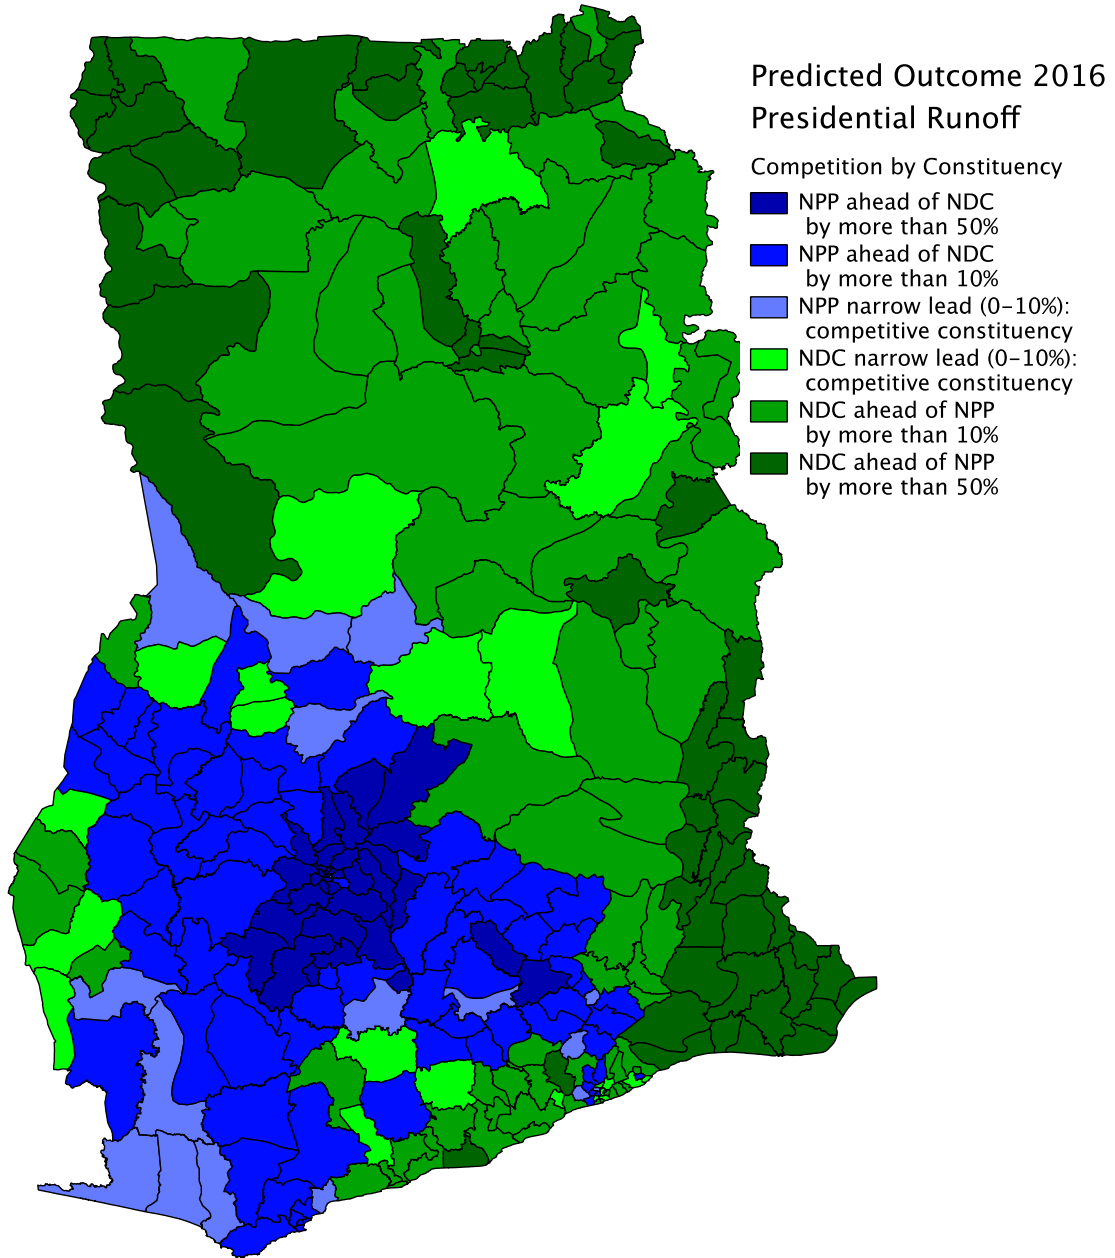 Predicted Outcome 2016
Presidential Runoff
Competition by Constituency
NPP ahead of NDC
by more than 50%
NPP ahead of NDC
by more than 10%
NPP narrow lead (0-10%):
competitive constituency
NDC narrow lead (0-10%):
competitive constituency
NDC ahead of NPP
by more than 10%
NDC ahead of NPP
by more than 50%